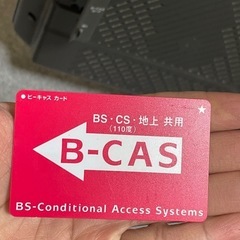 ● ビーキャス カード
BS・CS・地上 共用
(110度)
B-CAS
BS-Conditional Access Systems